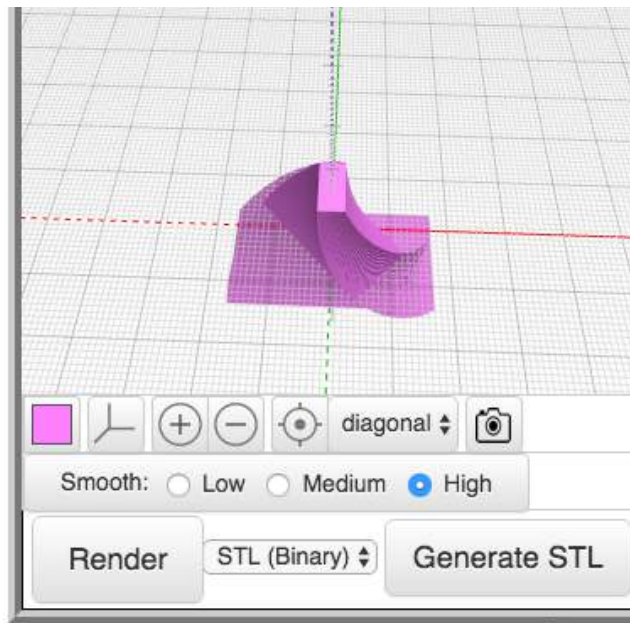 diagonal
Smooth: Low Medium High
Render STL (Binary) Generate STL